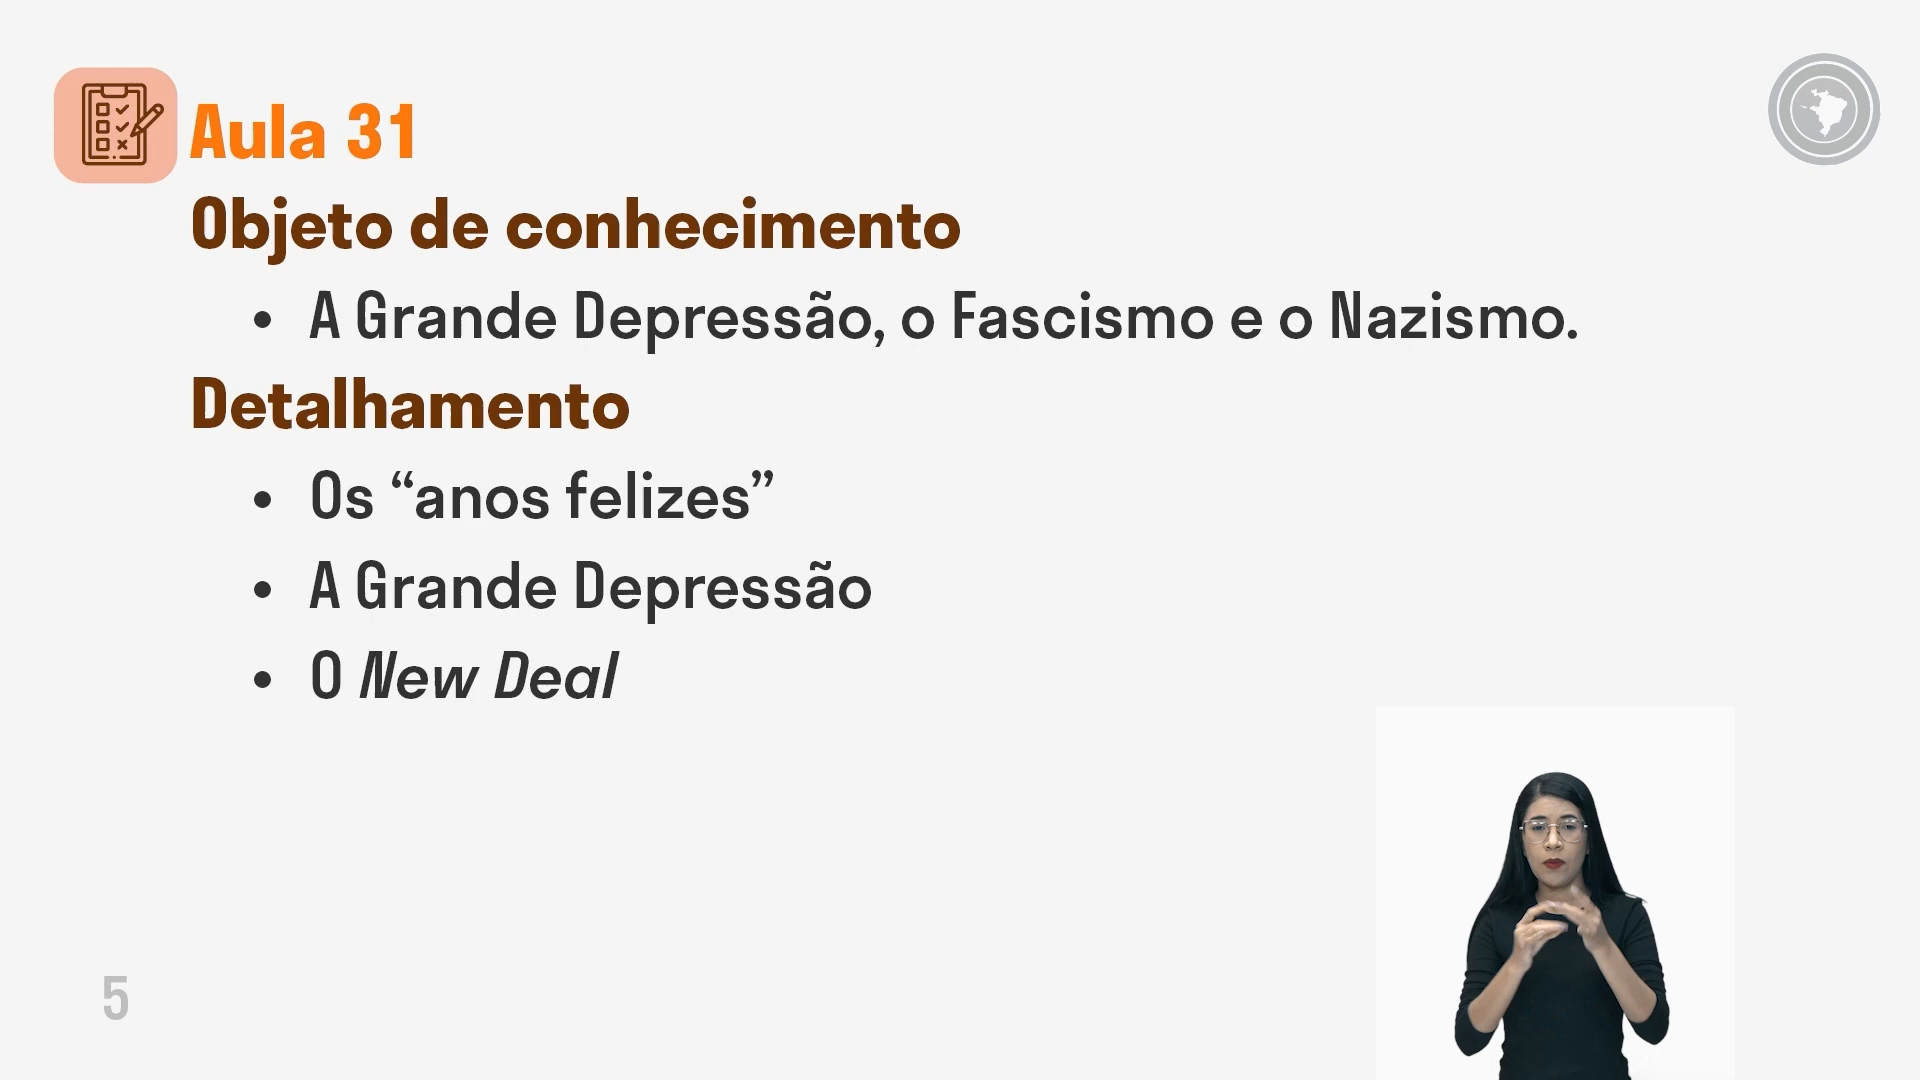 Aula 31
Objeto de conhecimento
• A Grande Depressão, o Fascismo e o Nazismo.
Detalhamento
• Os “anos felizes”
• A Grande Depressão
• O New Deal
5